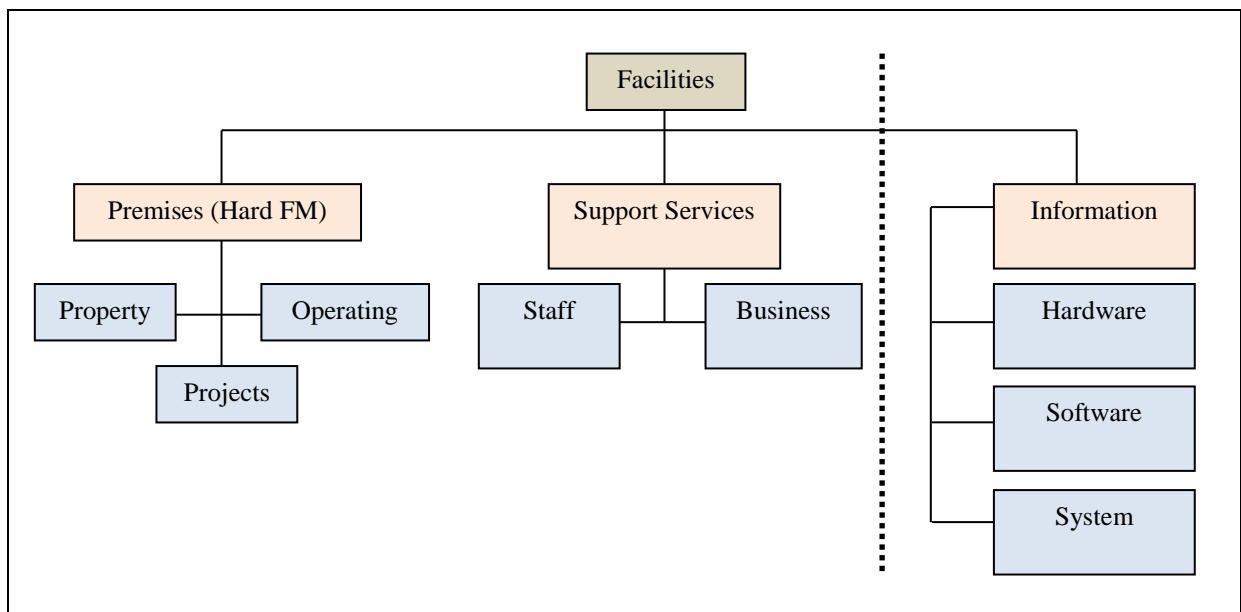 Facilities
Premises (Hard FM)
Support Services
Information
Property
Operating
Staff
Business
Hardware
Projects
Software
System